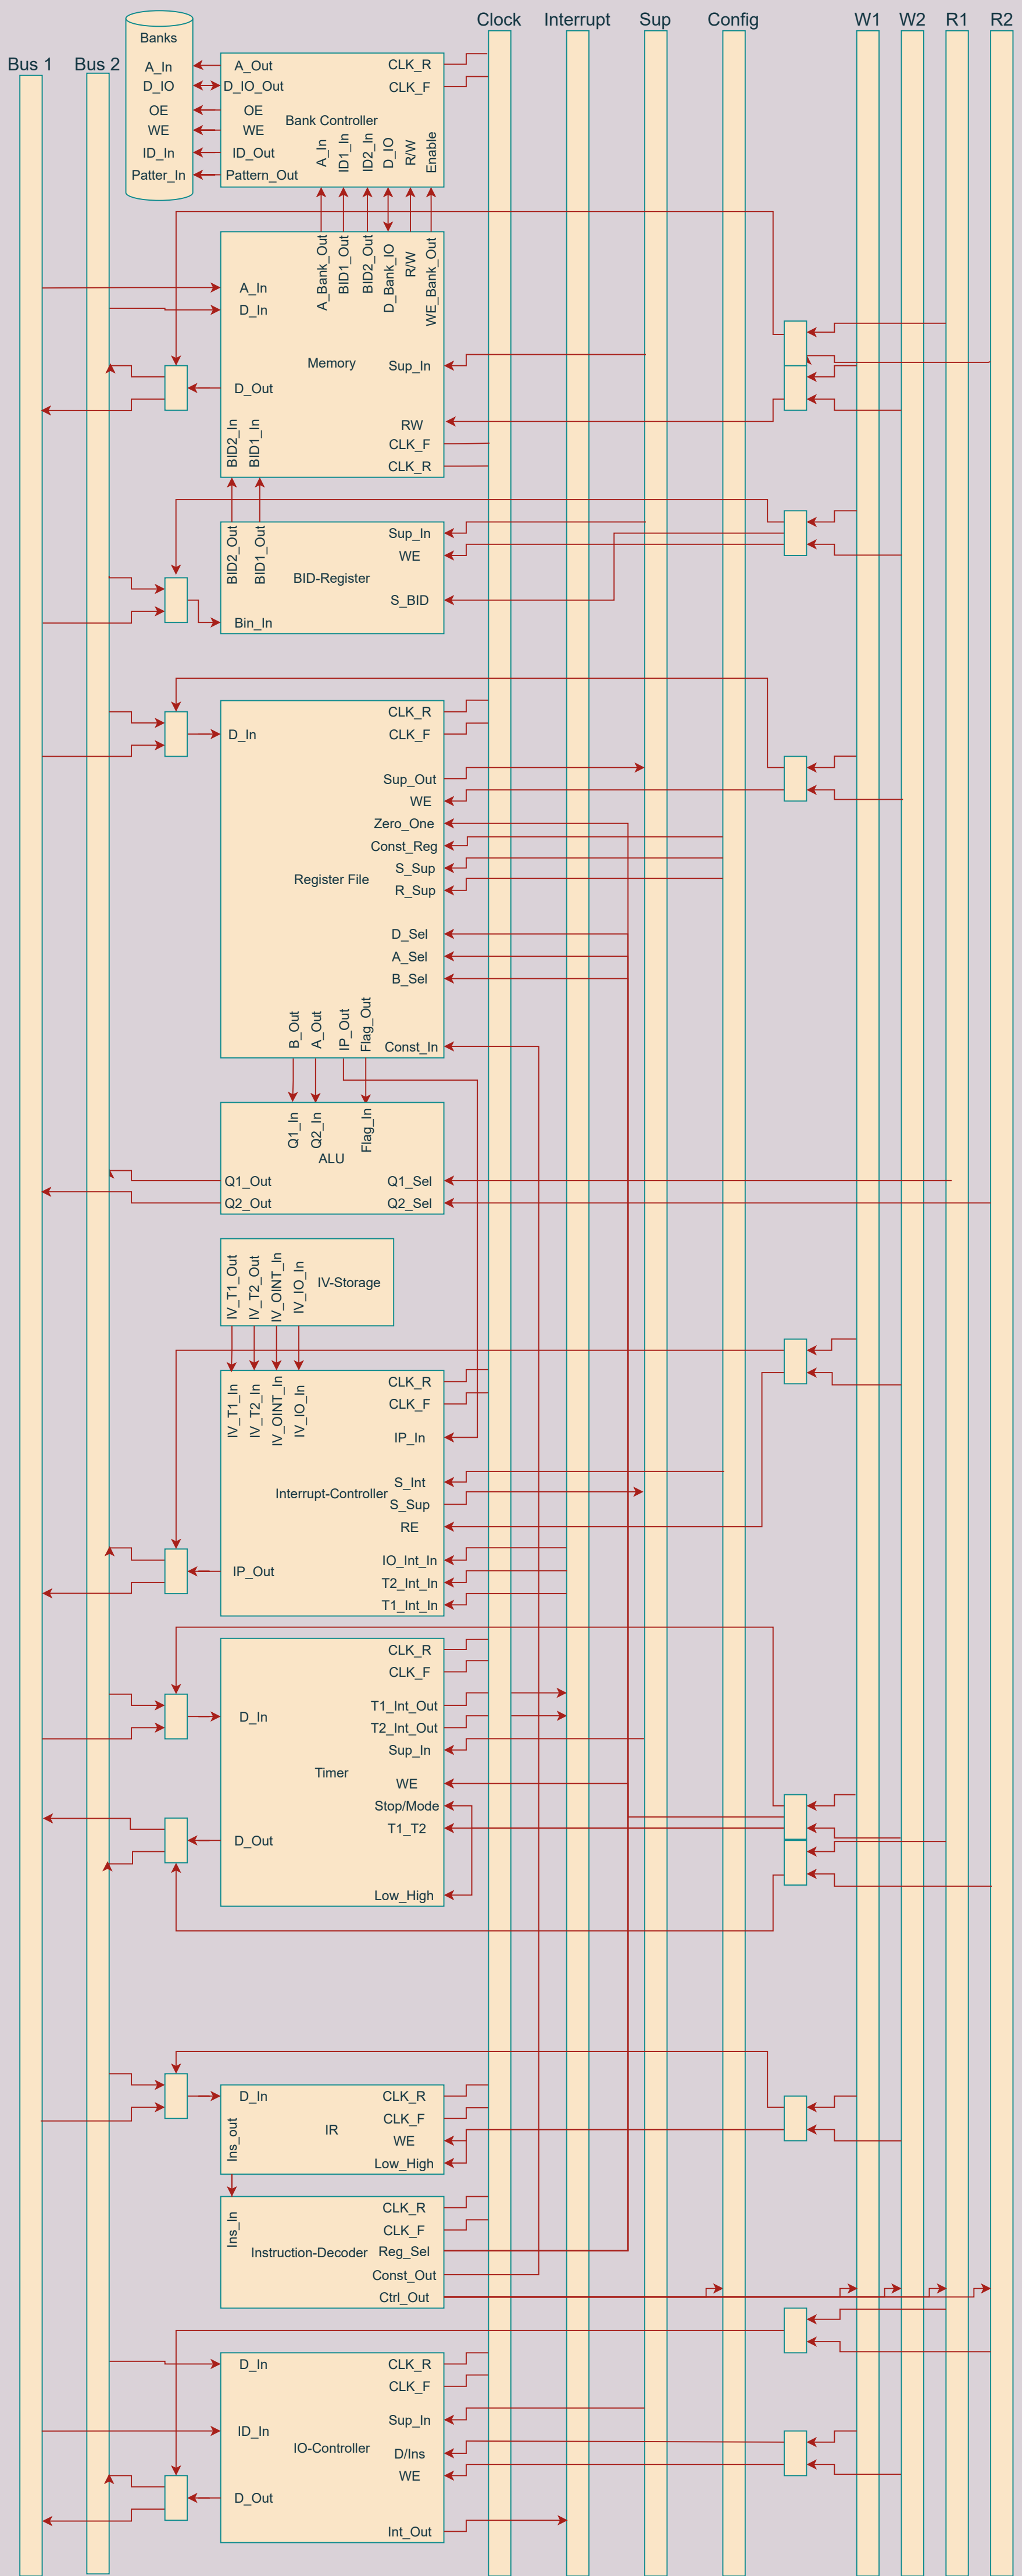 Clock
Interrupt
Sup
Config
W1
W2
R1
R2
Bus 1
Bus 2
Banks
A_In
D_IO
OE
WE
ID_In
Patter_In
A_Out
D_IO_Out
OE
WE
ID_Out
Pattern_Out
Bank Controller
CLK_R
CLK_F
A_In
ID1_In
ID2_In
D_IO
R/W
Enable
A_Bank_Out
BID1_Out
BID2_Out
D_Bank_IO
R/W
WE_Bank_Out
A_In
D_In
Memory
Sup_In
D_Out
RW
CLK_F
CLK_R
BID2_In
BID1_In
BID2_Out
BID1_Out
Sup_In
WE
BID-Register
S_BID
Bin_In
CLK_R
D_In
CLK_F
Sup_Out
WE
Zero_One
Const_Reg
S_Sup
Register File
R_Sup
D_Sel
A_Sel
B_Sel
B_Out
A_Out
IP_Out
Flag_Out
Const_In
Q1_In
Q2_In
Flag_In
ALU
Q1_Out
Q1_Sel
Q2_Out
Q2_Sel
IV_T1_Out
IV_T2_Out
IV_OINT_In
IV_IO_In
IV-Storage
IV_T1_In
IV_T2_In
IV_OINT_In
IV_IO_In
CLK_R
CLK_F
IP_In
S_Int
Interrupt-Controller
S_Sup
RE
IO_Int_In
IP_Out
T2_Int_In
T1_Int_In
CLK_R
CLK_F
T1_Int_Out
D_In
T2_Int_Out
Sup_In
Timer
WE
Stop/Mode
T1_T2
D_Out
Low_High
D_In
CLK_R
CLK_F
IR
WE
Low_High
Ins_out
Ins_In
CLK_R
CLK_F
Instruction-Decoder
Reg_Sel
Const_Out
Ctrl_Out
D_In
CLK_R
CLK_F
Sup_In
ID_In
IO-Controller
D/Ins
WE
D_Out
Int_Out